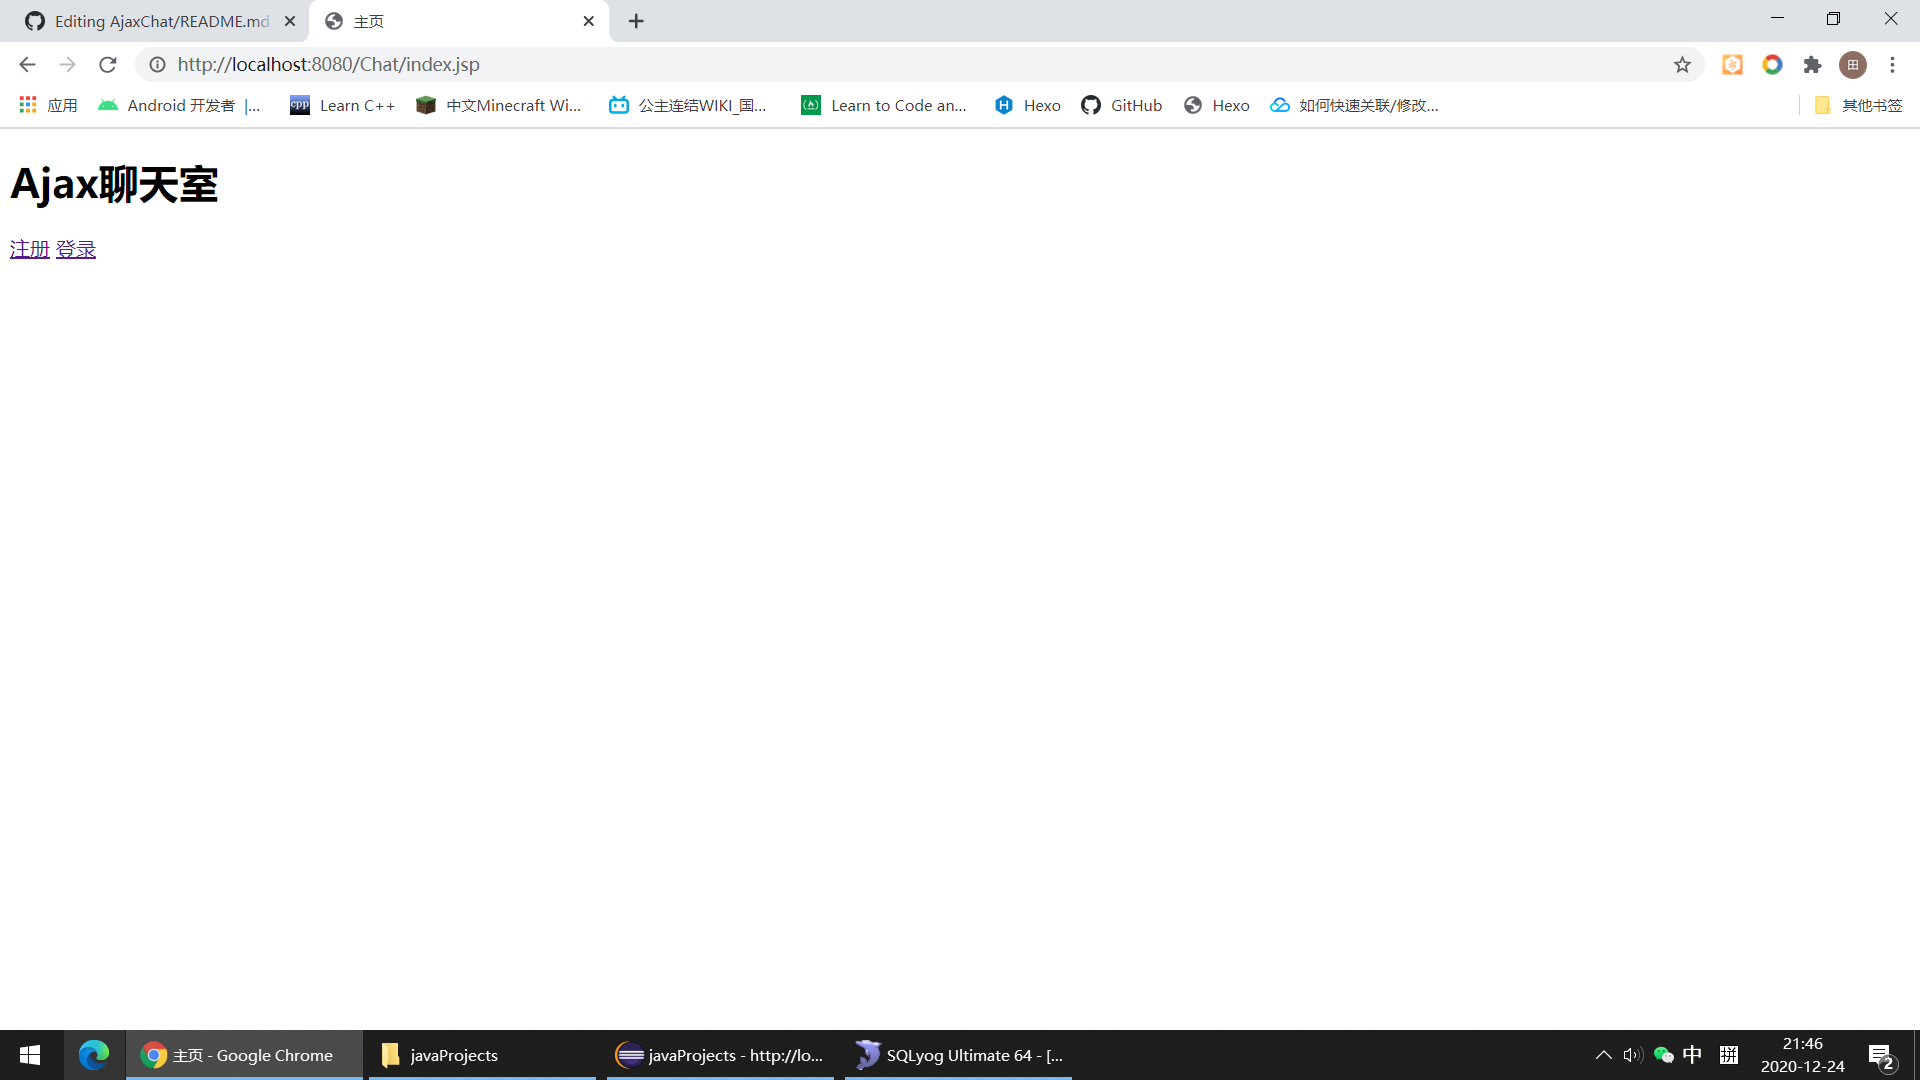 Editing AjaxChat/README.md
主页
http://localhost:8080/Chat/index.jsp
田
应用
Android 开发者 |...
cpp
Learn C++
中文Minecraft Wi...
公主连结WIKI_国...
Learn to Code an...
Hexo
GitHub
Hexo
如何快速关联/修改...
其他书签
Ajax聊天室
注册 登录
主页 - Google Chrome
javaProjects
javaProjects - http://lo...
SQLyog Ultimate 64 - [...
中
拼
21:46
2020-12-24
2